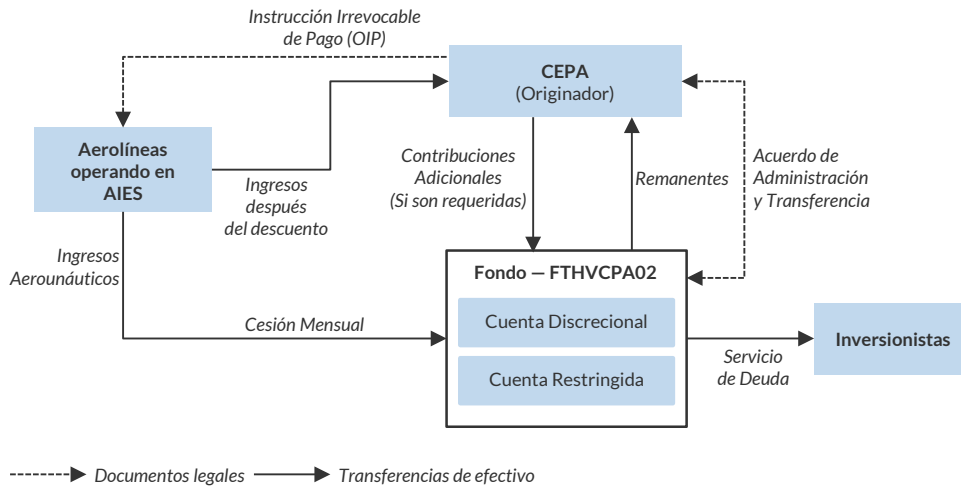 Instrucción Irrevocable
de Pago (OIP)
CEPA
(Originador)
Aerolíneas
operando en
AIES
Ingresos
después
del descuento
Contribuciones
Adicionales
(Si son requeridas)
Remanentes
Acuerdo de
Administración
y Transferencia
Ingresos
Aerounáuticos
Fondo — FTHVCPA02
Cuenta Discrecional
Cuenta Restringida
Cesión Mensual
Servicio
de Deuda
Inversionistas
Documentos legales
Transferencias de efectivo